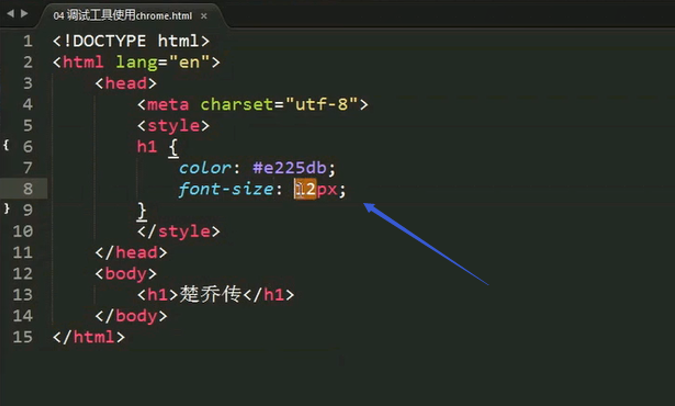 04 调试工具使用chrome.html ×
1 <!DOCTYPE html>
2 <html lang="en">
3 <head>
4 <meta charset="utf-8">
5 <style>
{ 6 h1 {
7 color: #e225db;
8 font-size: 12px;
} 9 }
10 </style>
11 </head>
12 <body>
13 <h1>楚乔传</h1>
14 </body>
15 </html>